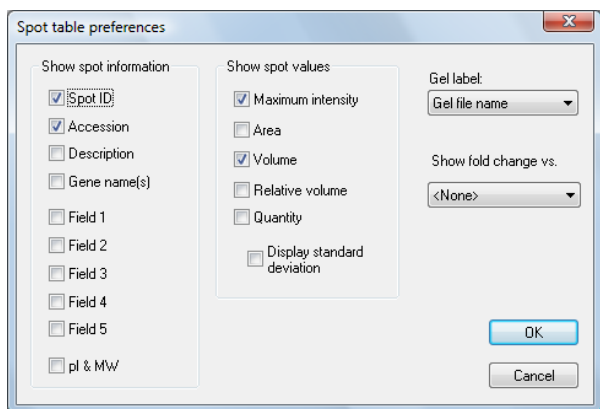 Spot table preferences
Show spot information
Spot ID
Accession
Description
Gene name(s)
Field 1
Field 2
Field 3
Field 4
Field 5
pI & MW
Show spot values
Maximum intensity
Area
Volume
Relative volume
Quantity
Display standard
deviation
Gel label:
Gel file name
Show fold change vs.
<None>
OK
Cancel